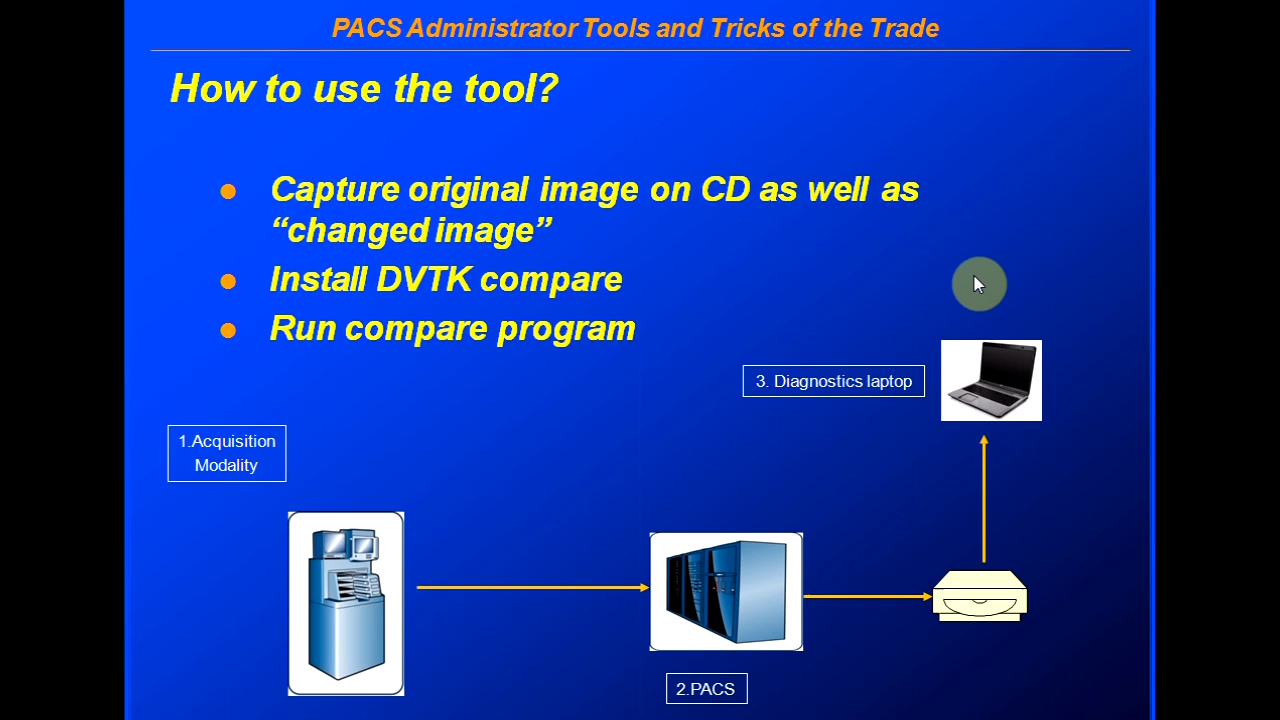 PACS Administrator Tools and Tricks of the Trade
How to use the tool?
Capture original image on CD as well as
“changed image”
Install DVTK compare
Run compare program
3. Diagnostics laptop
1.Acquisition
Modality
2.PACS